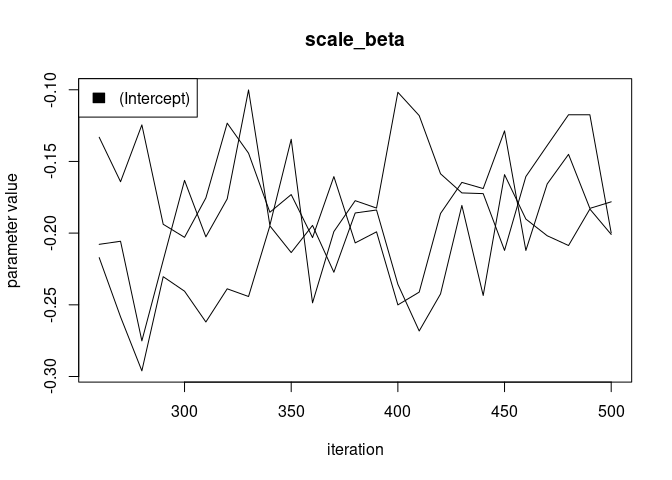 scale_beta
(Intercept)
parameter value
-0.10
-0.15
-0.20
-0.25
-0.30
300 350 400 450 500
iteration